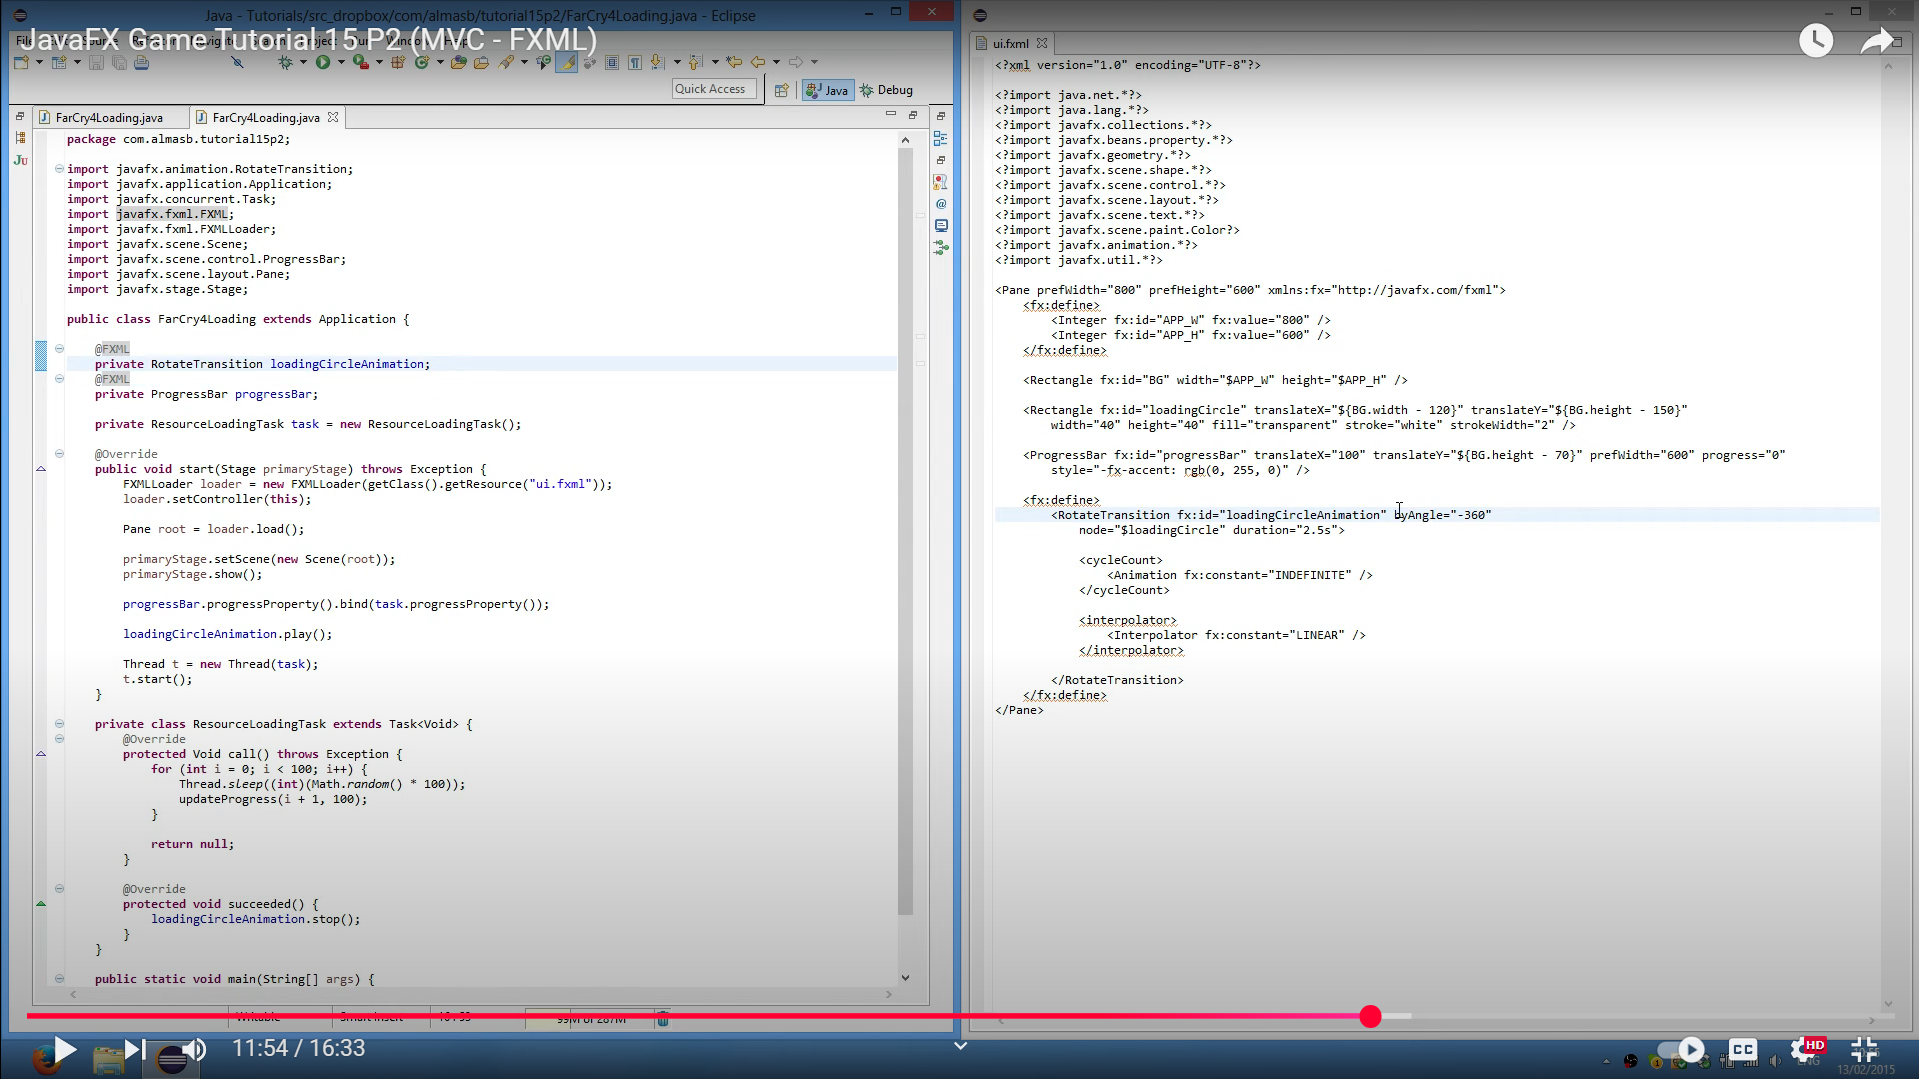 Java - Tutorials/src_dropbox/com/almasb/tutorial15p2/FarCry4Loading.java - Eclipse
JavaFX Game Tutorial 15 P2 (MVC - FXML)
Quick Access
Java
Debug
FarCry4Loading.java
FarCry4Loading.java
package com.almasb.tutorial15p2;
import javafx.animation.RotateTransition;
import javafx.application.Application;
import javafx.concurrent.Task;
import javafx.fxml.FXML;
import javafx.fxml.FXMLLoader;
import javafx.scene.Scene;
import javafx.scene.control.ProgressBar;
import javafx.scene.layout.Pane;
import javafx.stage.Stage;
public class FarCry4Loading extends Application {
@FXML
private RotateTransition loadingCircleAnimation;
@FXML
private ProgressBar progressBar;
private ResourceLoadingTask task = new ResourceLoadingTask();
@Override
public void start(Stage primaryStage) throws Exception {
FXMLLoader loader = new FXMLLoader(getClass().getResource("ui.fxml"));
loader.setController(this);
Pane root = loader.load();
primaryStage.setScene(new Scene(root));
primaryStage.show();
progressBar.progressProperty().bind(task.progressProperty());
loadingCircleAnimation.play();
Thread t = new Thread(task);
t.start();
}
private class ResourceLoadingTask extends Task<Void> {
@Override
protected Void call() throws Exception {
for (int i = 0; i < 100; i++) {
Thread.sleep((int)(Math.random() * 100));
updateProgress(i + 1, 100);
}
return null;
}
@Override
protected void succeeded() {
loadingCircleAnimation.stop();
}
}
public static void main(String[] args) {
ui.fxml
<?xml version="1.0" encoding="UTF-8"?>
<?import java.net.*?>
<?import java.lang.*?>
<?import javafx.collections.*?>
<?import javafx.beans.property.*?>
<?import javafx.geometry.*?>
<?import javafx.scene.shape.*?>
<?import javafx.scene.control.*?>
<?import javafx.scene.layout.*?>
<?import javafx.scene.text.*?>
<?import javafx.scene.paint.Color?>
<?import javafx.animation.*?>
<?import javafx.util.*?>
<Pane prefWidth="800" prefHeight="600" xmlns:fx="http://javafx.com/fxml">
<fx:define>
<Integer fx:id="APP_W" fx:value="800" />
<Integer fx:id="APP_H" fx:value="600" />
</fx:define>
<Rectangle fx:id="BG" width="$APP_W" height="$APP_H" />
<Rectangle fx:id="loadingCircle" translateX="${BG.width - 120}" translateY="${BG.height - 150}"
width="40" height="40" fill="transparent" stroke="white" strokeWidth="2" />
<ProgressBar fx:id="progressBar" translateX="100" translateY="${BG.height - 70}" prefWidth="600" progress="0"
style="-fx-accent: rgb(0, 255, 0)" />
<fx:define>
<RotateTransition fx:id="loadingCircleAnimation" byAngle="-360"
node="$loadingCircle" duration="2.5s">
<cycleCount>
<Animation fx:constant="INDEFINITE" />
</cycleCount>
<interpolator>
<Interpolator fx:constant="LINEAR" />
</interpolator>
</RotateTransition>
</fx:define>
</Pane>
11:54 / 16:33
CC
HD
13/02/2015